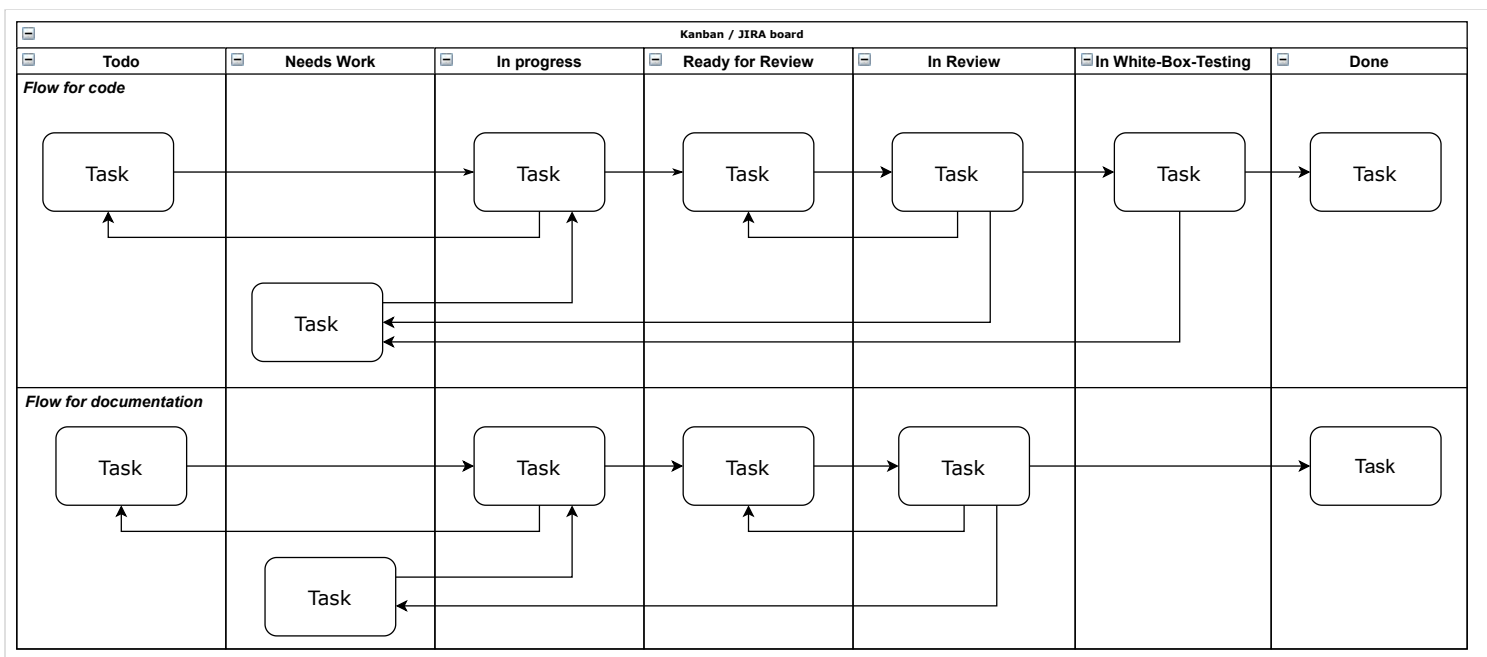 Kanban / JIRA board
Todo
Needs Work
In progress
Ready for Review
In Review
In White-Box-Testing
Done
Flow for code
Task
Task
Task
Task
Task
Task
Task
Flow for documentation
Task
Task
Task
Task
Task
Task